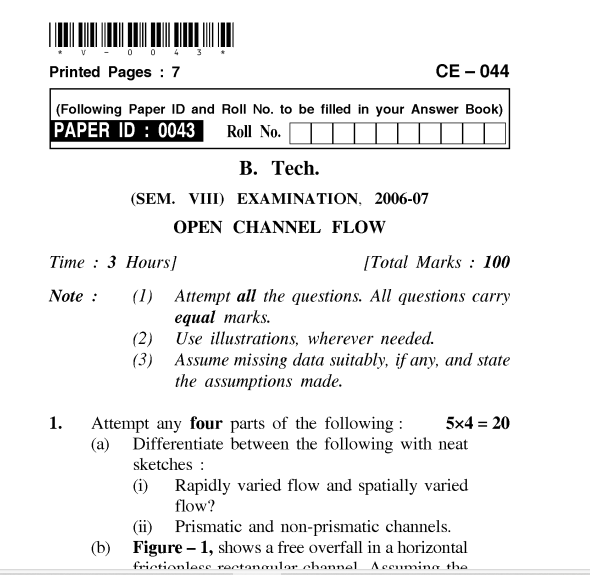 * V - 0 0 4 3 *
Printed Pages : 7 CE – 044
(Following Paper ID and Roll No. to be filled in your Answer Book)
PAPER ID : 0043 Roll No.
B. Tech.
(SEM. VIII) EXAMINATION, 2006-07
OPEN CHANNEL FLOW
Time : 3 Hours] [Total Marks : 100
Note : (1) Attempt all the questions. All questions carry
equal marks.
(2) Use illustrations, wherever needed.
(3) Assume missing data suitably, if any, and state
the assumptions made.
1. Attempt any four parts of the following : 5×4 = 20
(a) Differentiate between the following with neat
sketches :
(i) Rapidly varied flow and spatially varied
flow?
(ii) Prismatic and non-prismatic channels.
(b) Figure – 1, shows a free overfall in a horizontal
frictionless rectangular channel. Assuming the